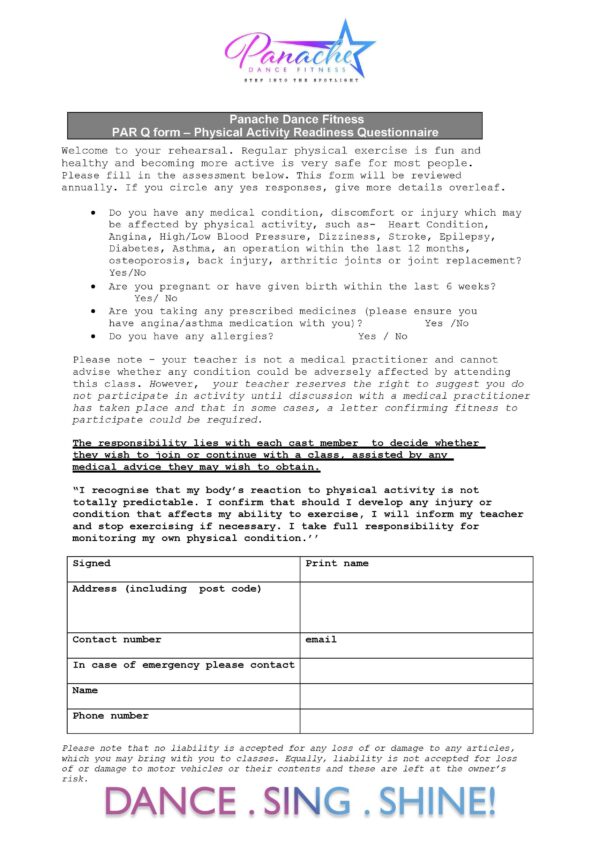 Panache
DANCE FITNESS
STEP INTO THE SPOTLIGHT
Panache Dance Fitness
PAR Q form – Physical Activity Readiness Questionnaire
Welcome to your rehearsal. Regular physical exercise is fun and
healthy and becoming more active is very safe for most people.
Please fill in the assessment below. This form will be reviewed
annually. If you circle any yes responses, give more details overleaf.
• Do you have any medical condition, discomfort or injury which may
be affected by physical activity, such as- Heart Condition,
Angina, High/Low Blood Pressure, Dizziness, Stroke, Epilepsy,
Diabetes, Asthma, an operation within the last 12 months,
osteoporosis, back injury, arthritic joints or joint replacement?
Yes/No
• Are you pregnant or have given birth within the last 6 weeks?
Yes/ No
• Are you taking any prescribed medicines (please ensure you
have angina/asthma medication with you)? Yes /No
• Do you have any allergies? Yes / No
Please note – your teacher is not a medical practitioner and cannot
advise whether any condition could be adversely affected by attending
this class. However, your teacher reserves the right to suggest you do
not participate in activity until discussion with a medical practitioner
has taken place and that in some cases, a letter confirming fitness to
participate could be required.
The responsibility lies with each cast member to decide whether
they wish to join or continue with a class, assisted by any
medical advice they may wish to obtain.
“I recognise that my body’s reaction to physical activity is not
totally predictable. I confirm that should I develop any injury or
condition that affects my ability to exercise, I will inform my teacher
and stop exercising if necessary. I take full responsibility for
monitoring my own physical condition.’’
Signed Print name
Address (including post code)
Contact number email
In case of emergency please contact
Name
Phone number
Please note that no liability is accepted for any loss of or damage to any articles,
which you may bring with you to classes. Equally, liability is not accepted for loss
of or damage to motor vehicles or their contents and these are left at the owner’s
risk.
DANCE . SING . SHINE!